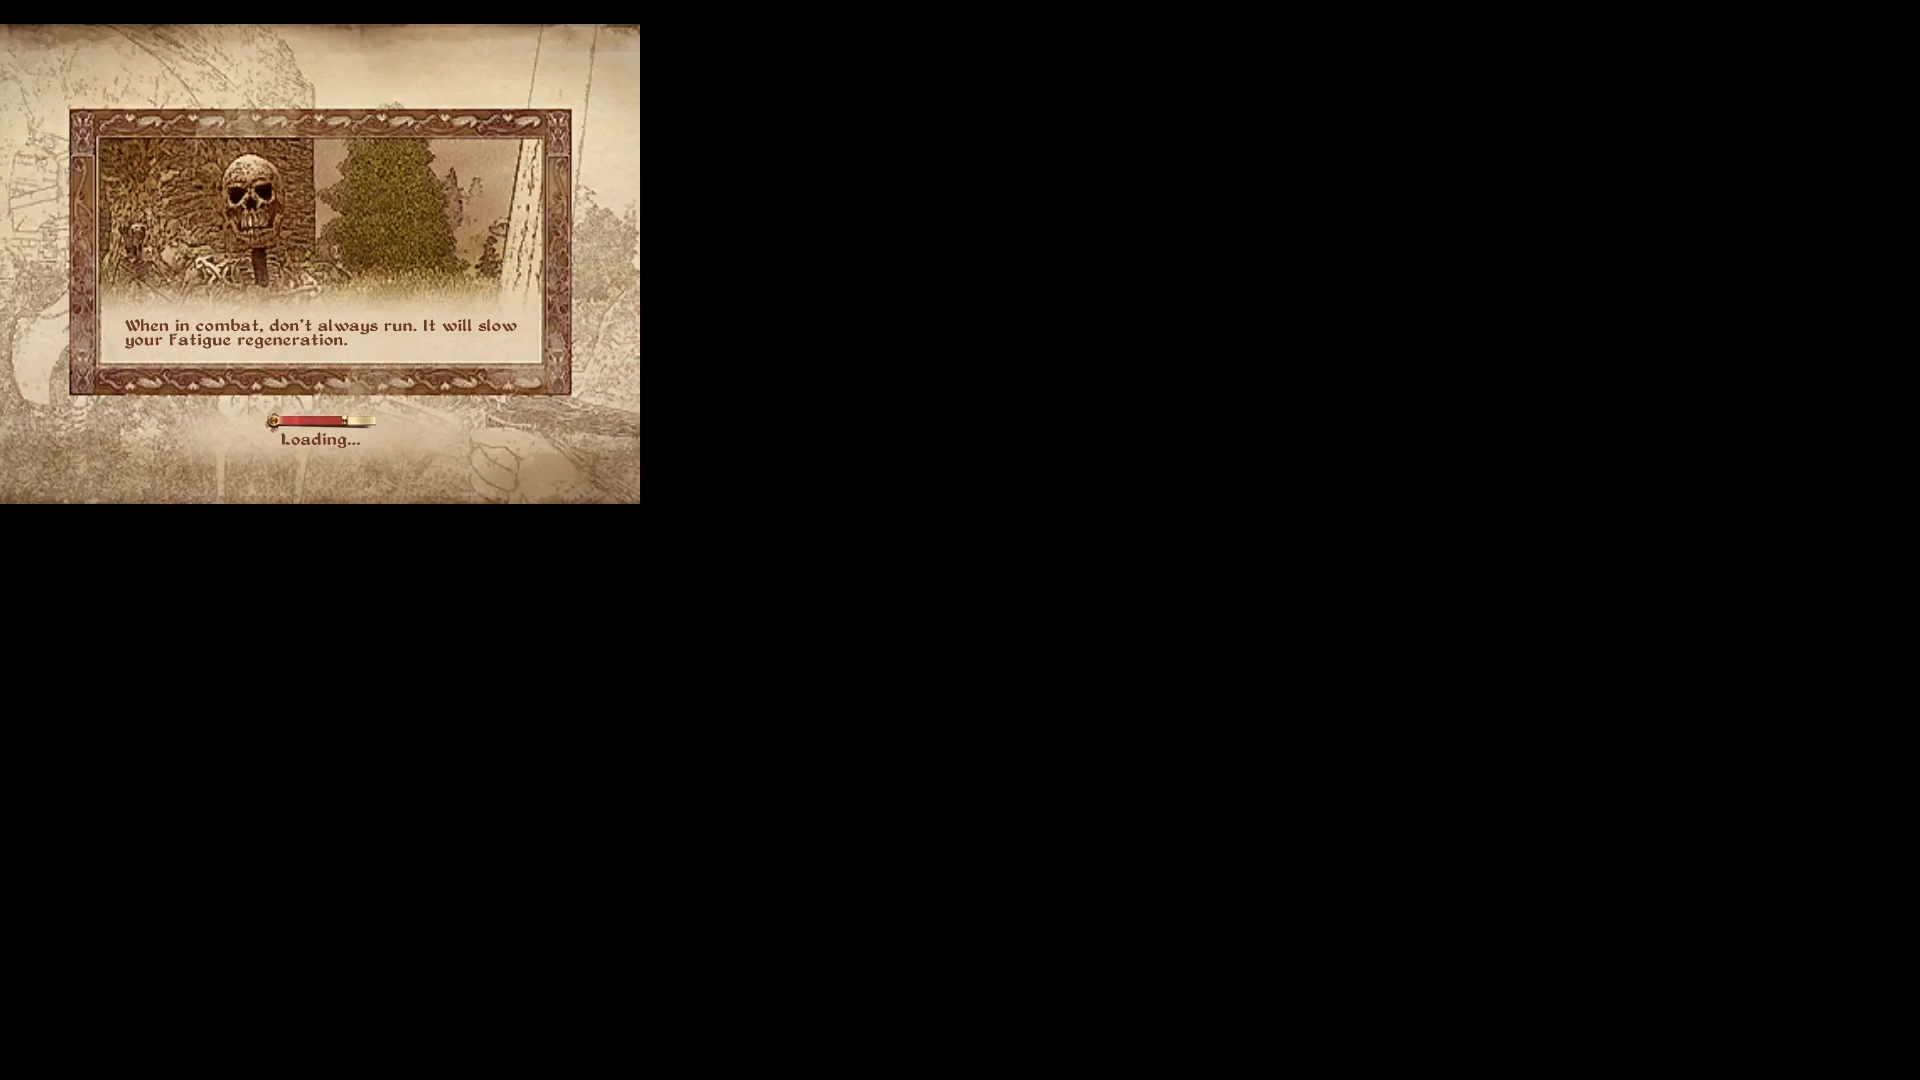 When in combat, don't always run. It will slow
your Fatigue regeneration.
Loading...